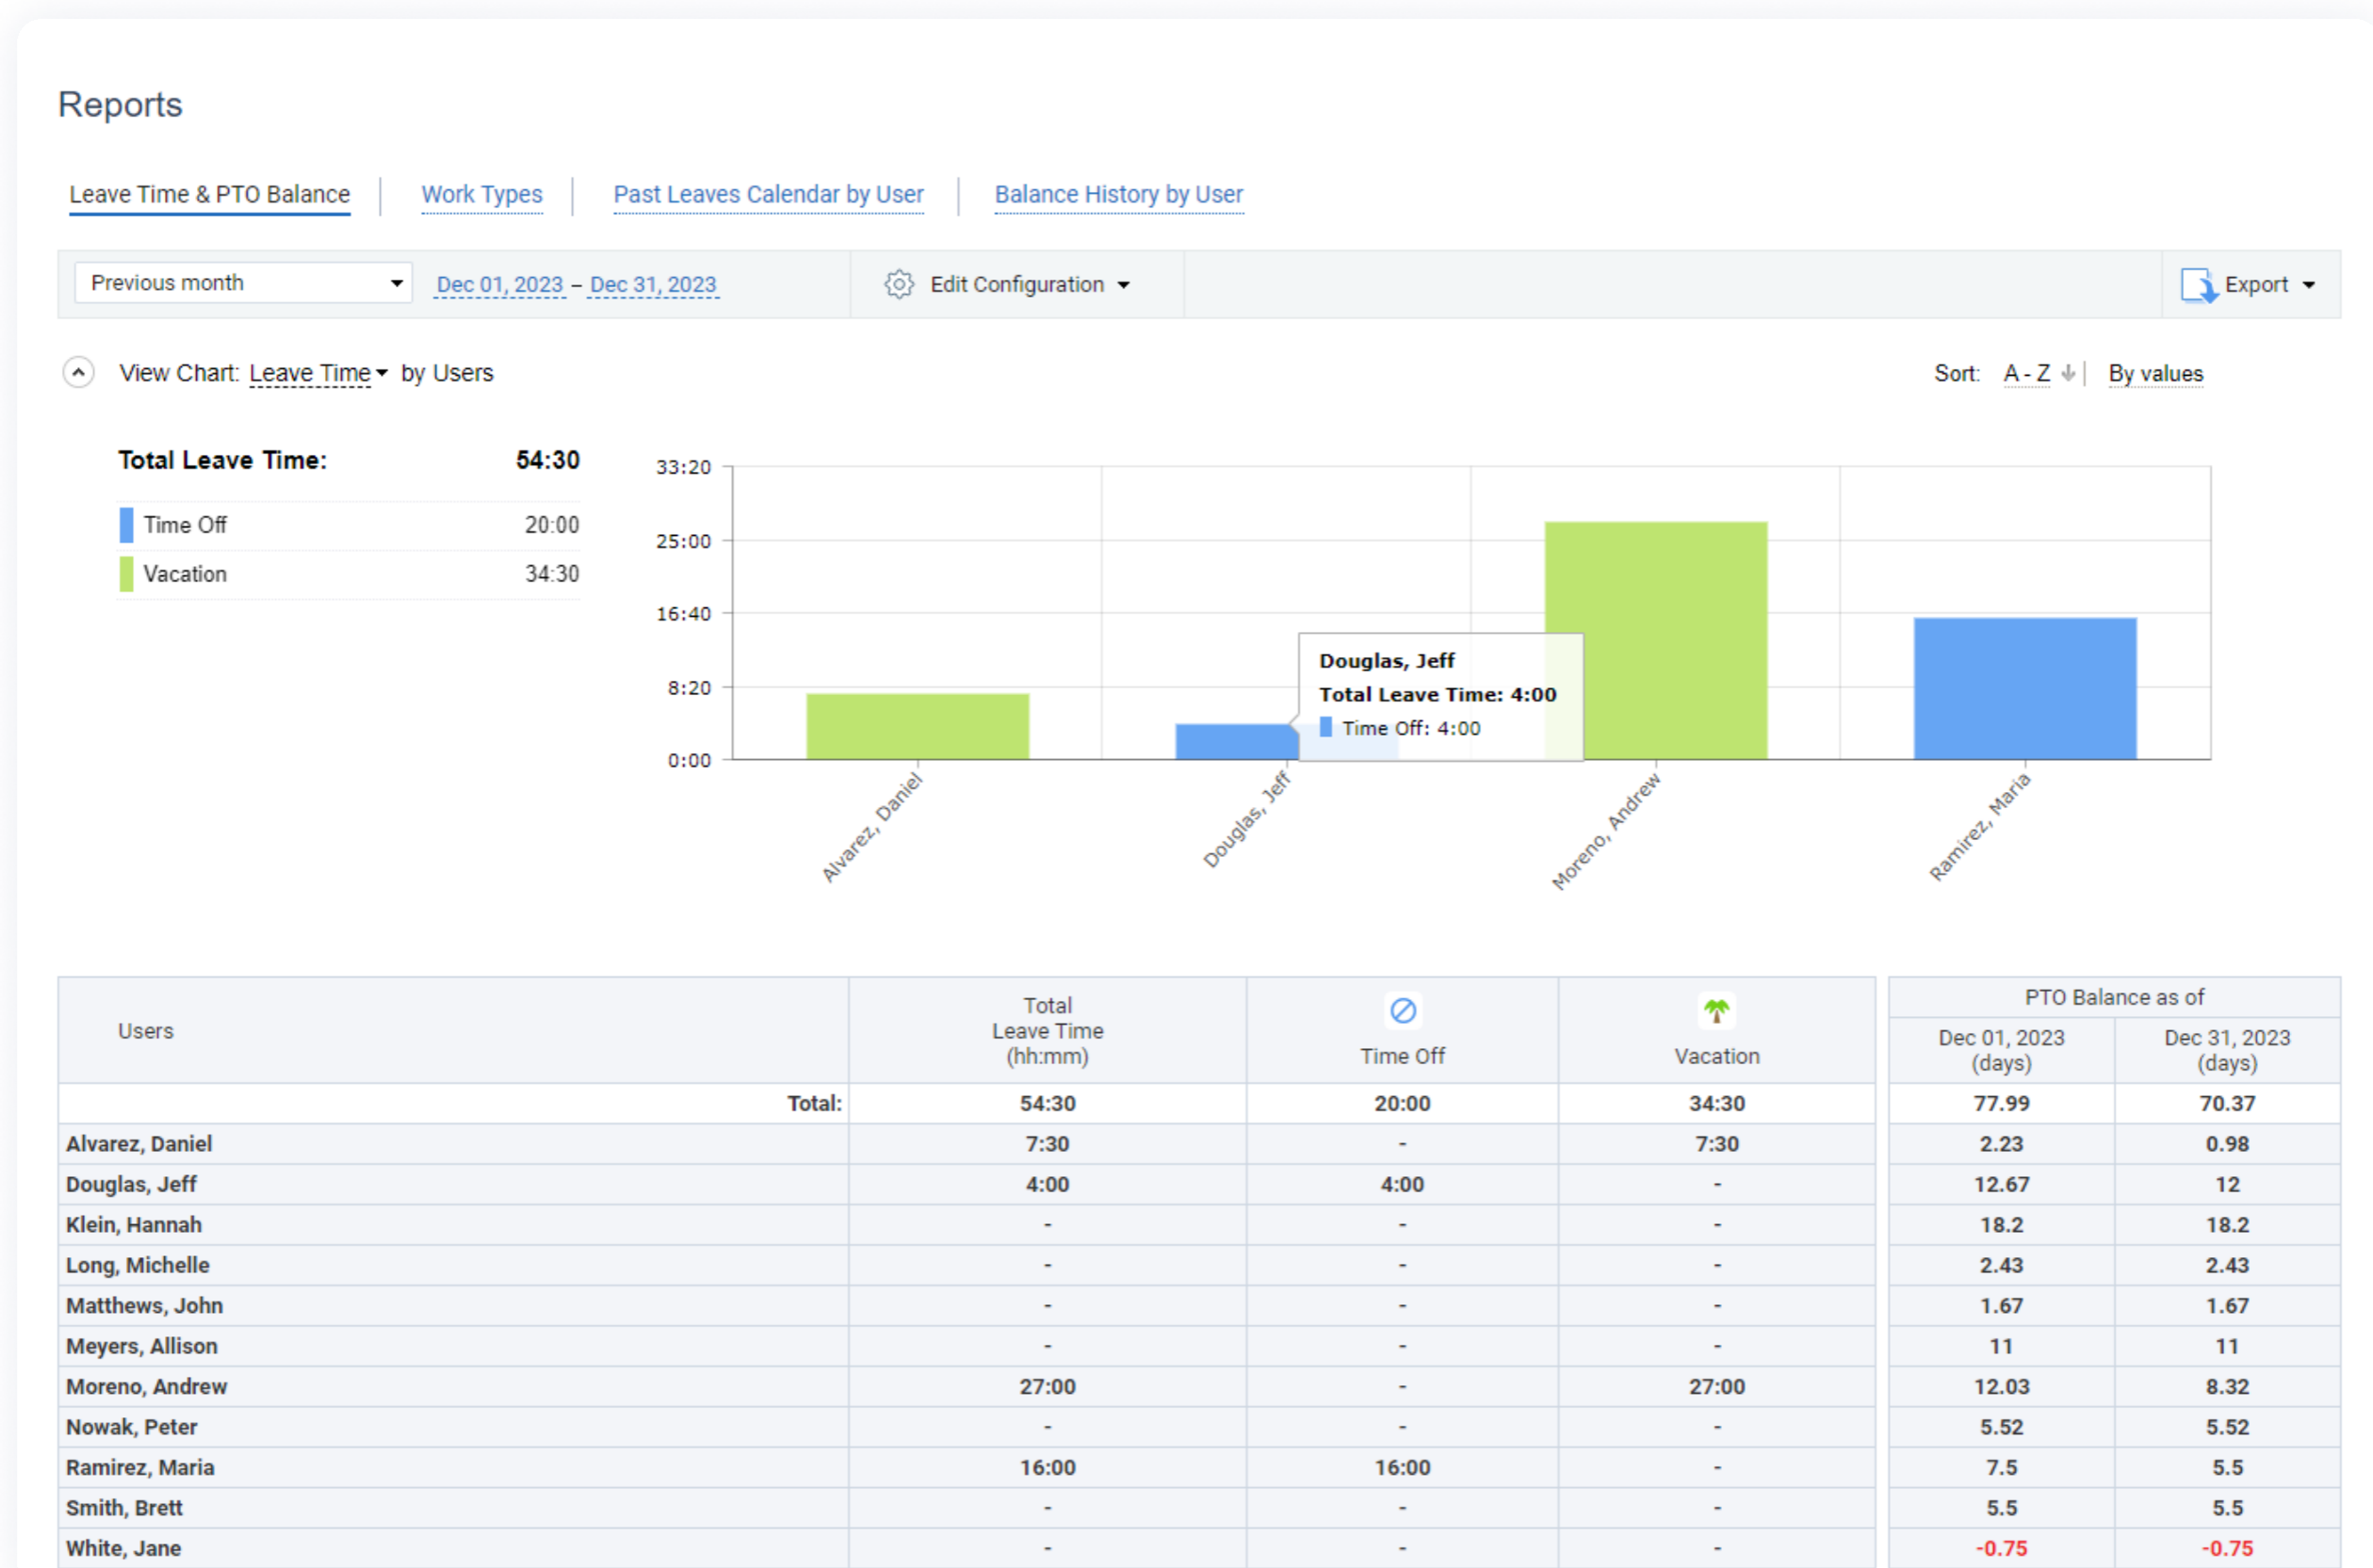 Reports
Leave Time & PTO Balance
Work Types
Past Leaves Calendar by User
Balance History by User
Previous month
Dec 01, 2023 – Dec 31, 2023
Edit Configuration
Export
View Chart: Leave Time by Users
Sort: A - Z By values
Total Leave Time: 54:30
Time Off 20:00
Vacation 34:30
33:20
25:00
16:40
8:20
0:00
Douglas, Jeff
Total Leave Time: 4:00
Time Off: 4:00
Alvarez, Daniel
Douglas, Jeff
Moreno, Andrew
Ramirez, Maria
Users
Total
Leave Time
(hh:mm)
Time Off
Vacation
PTO Balance as of
Dec 01, 2023
(days)
Dec 31, 2023
(days)
Total: 54:30 20:00 34:30 77.99 70.37
Alvarez, Daniel 7:30 - 7:30 2.23 0.98
Douglas, Jeff 4:00 4:00 - 12.67 12
Klein, Hannah - - - 18.2 18.2
Long, Michelle - - - 2.43 2.43
Matthews, John - - - 1.67 1.67
Meyers, Allison - - - 11 11
Moreno, Andrew 27:00 - 27:00 12.03 8.32
Nowak, Peter - - - 5.52 5.52
Ramirez, Maria 16:00 16:00 - 7.5 5.5
Smith, Brett - - - 5.5 5.5
White, Jane - - - -0.75 -0.75